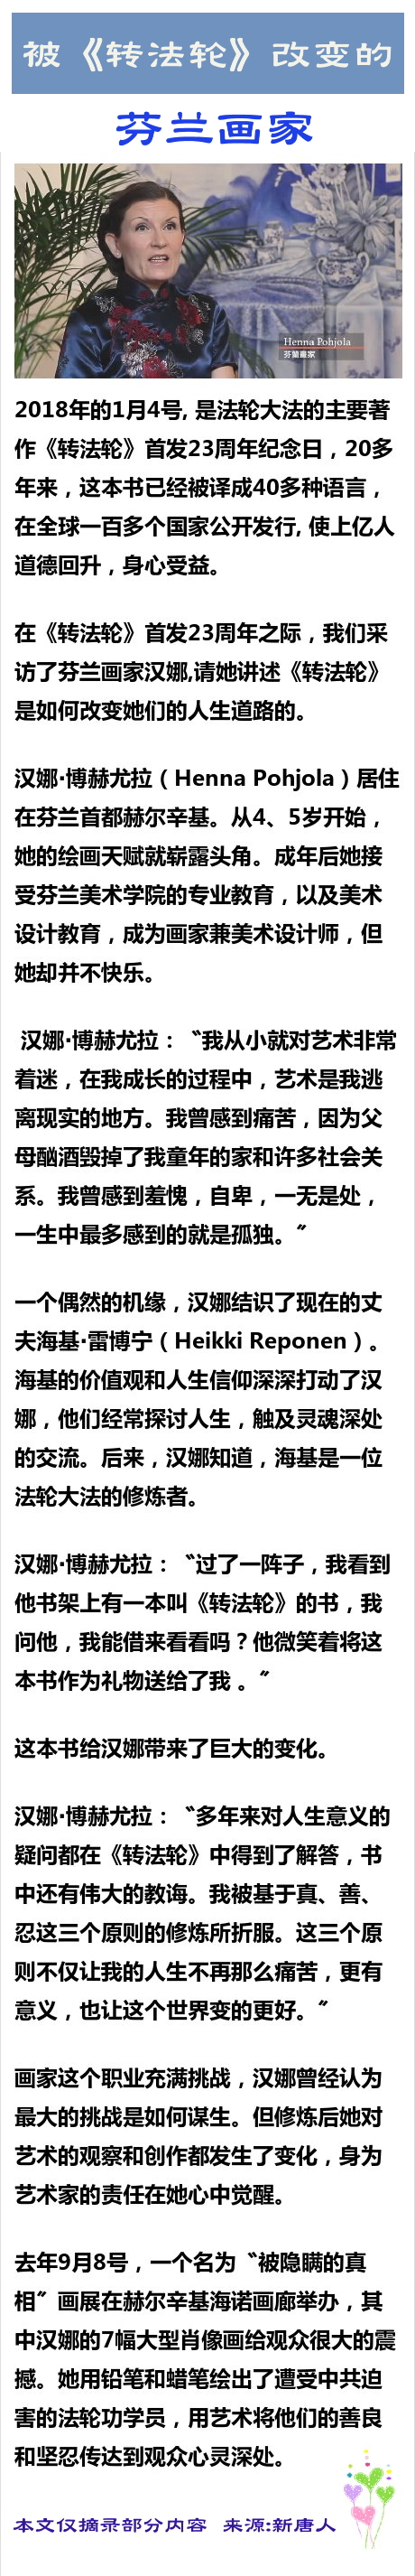 被《转法轮》改变的
芬兰画家
Henna Pohjola
芬蘭畫家
2018年的1月4号, 是法轮大法的主要著
作《转法轮》首发23周年纪念日，20多
年来，这本书已经被译成40多种语言，
在全球一百多个国家公开发行, 使上亿人
道德回升，身心受益。
在《转法轮》首发23周年之际，我们采
访了芬兰画家汉娜,请她讲述《转法轮》
是如何改变她们的人生道路的。
汉娜·博赫尤拉（Henna Pohjola）居住
在芬兰首都赫尔辛基。从4、5岁开始，
她的绘画天赋就崭露头角。成年后她接
受芬兰美术学院的专业教育，以及美术
设计教育，成为画家兼美术设计师，但
她却并不快乐。
汉娜·博赫尤拉：〝我从小就对艺术非常
着迷，在我成长的过程中，艺术是我逃
离现实的地方。我曾感到痛苦，因为父
母酗酒毁掉了我童年的家和许多社会关
系。我曾感到羞愧，自卑，一无是处，
一生中最多感到的就是孤独。〞
一个偶然的机缘，汉娜结识了现在的丈
夫海基·雷博宁（Heikki Reponen）。
海基的价值观和人生信仰深深打动了汉
娜，他们经常探讨人生，触及灵魂深处
的交流。后来，汉娜知道，海基是一位
法轮大法的修炼者。
汉娜·博赫尤拉：〝过了一阵子，我看到
他书架上有一本叫《转法轮》的书，我
问他，我能借来看看吗？他微笑着将这
本书作为礼物送给了我 。〞
这本书给汉娜带来了巨大的变化。
汉娜·博赫尤拉：〝多年来对人生意义的
疑问都在《转法轮》中得到了解答，书
中还有伟大的教诲。我被基于真、善、
忍这三个原则的修炼所折服。这三个原
则不仅让我的人生不再那么痛苦，更有
意义，也让这个世界变的更好。〞
画家这个职业充满挑战，汉娜曾经认为
最大的挑战是如何谋生。但修炼后她对
艺术的观察和创作都发生了变化，身为
艺术家的责任在她心中觉醒。
去年9月8号，一个名为〝被隐瞒的真
相〞画展在赫尔辛基海诺画廊举办，其
中汉娜的7幅大型肖像画给观众很大的震
撼。她用铅笔和蜡笔绘出了遭受中共迫
害的法轮功学员，用艺术将他们的善良
和坚忍传达到观众心灵深处。
本文仅摘录部分内容 来源:新唐人